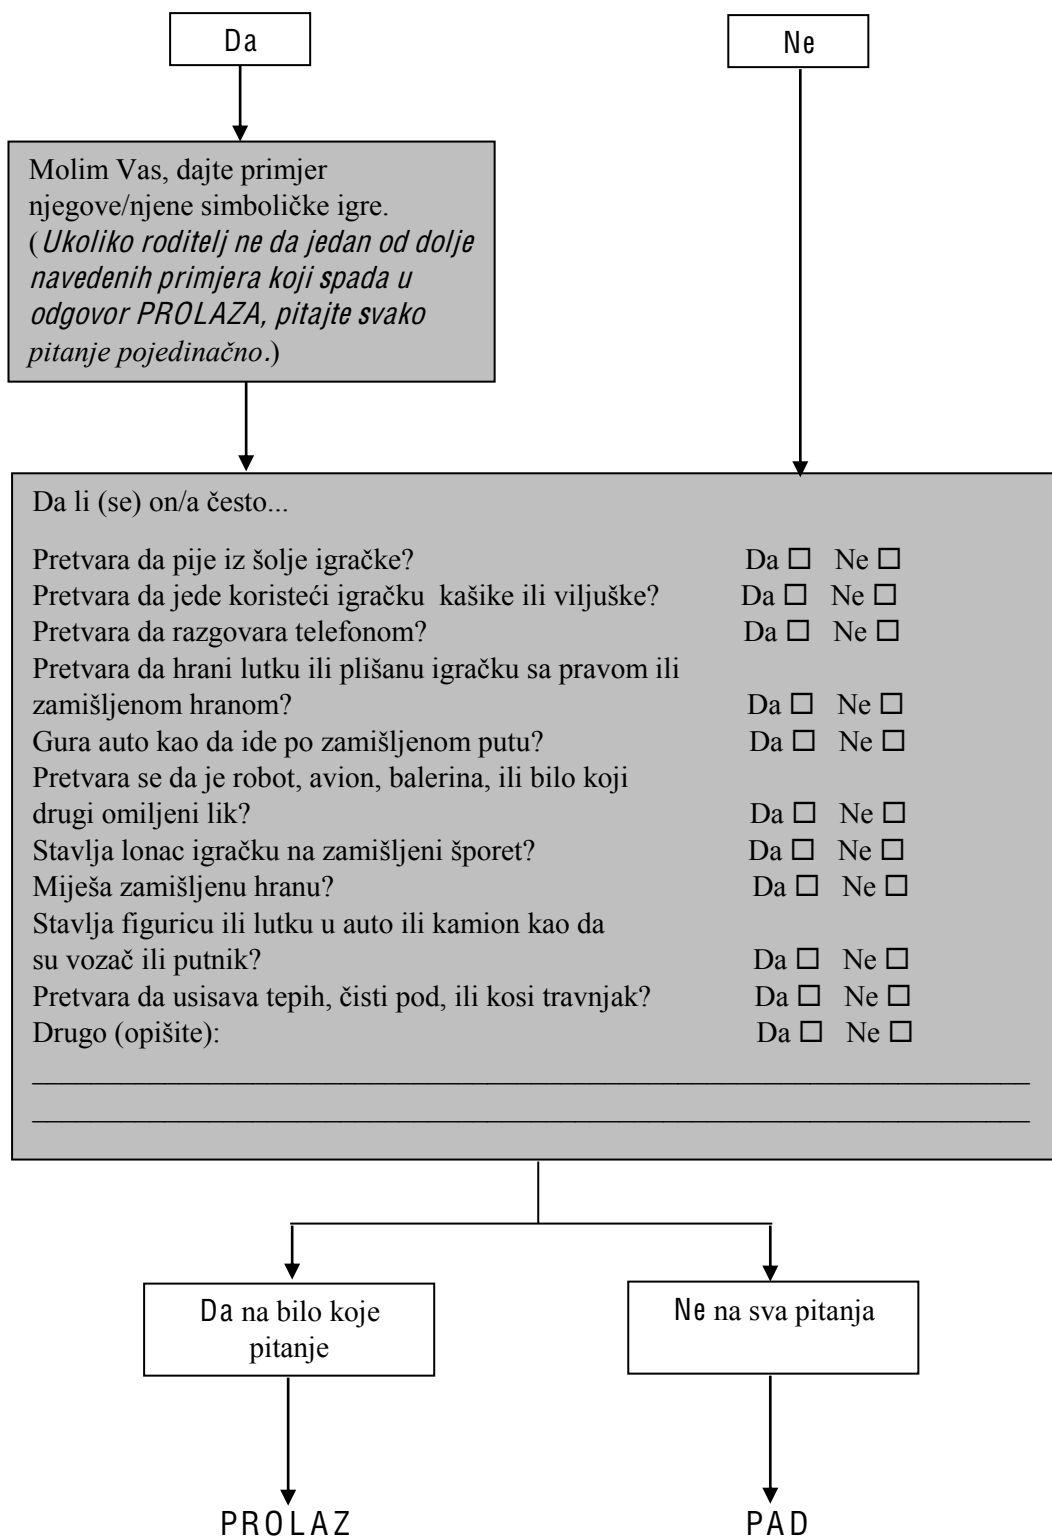 Da
Ne
Molim Vas, dajte primjer
njegove/njene simboličke igre.
(Ukoliko roditelj ne da jedan od dolje
navedenih primjera koji spada u
odgovor PROLAZA, pitajte svako
pitanje pojedinačno.)
Da li (se) on/a često...
Pretvara da pije iz šolje igračke? Da ☐ Ne ☐
Pretvara da jede koristeći igračku kašike ili viljuške? Da ☐ Ne ☐
Pretvara da razgovara telefonom? Da ☐ Ne ☐
Pretvara da hrani lutku ili plišanu igračku sa pravom ili
zamišljenom hranom? Da ☐ Ne ☐
Gura auto kao da ide po zamišljenom putu? Da ☐ Ne ☐
Pretvara se da je robot, avion, balerina, ili bilo koji
drugi omiljeni lik? Da ☐ Ne ☐
Stavlja lonac igračku na zamišljeni šporet? Da ☐ Ne ☐
Miješa zamišljenu hranu? Da ☐ Ne ☐
Stavlja figuricu ili lutku u auto ili kamion kao da
su vozač ili putnik? Da ☐ Ne ☐
Pretvara da usisava tepih, čisti pod, ili kosi travnjak? Da ☐ Ne ☐
Drugo (opišite): Da ☐ Ne ☐
Da na bilo koje
pitanje
Ne na sva pitanja
PROLAZ
PAD